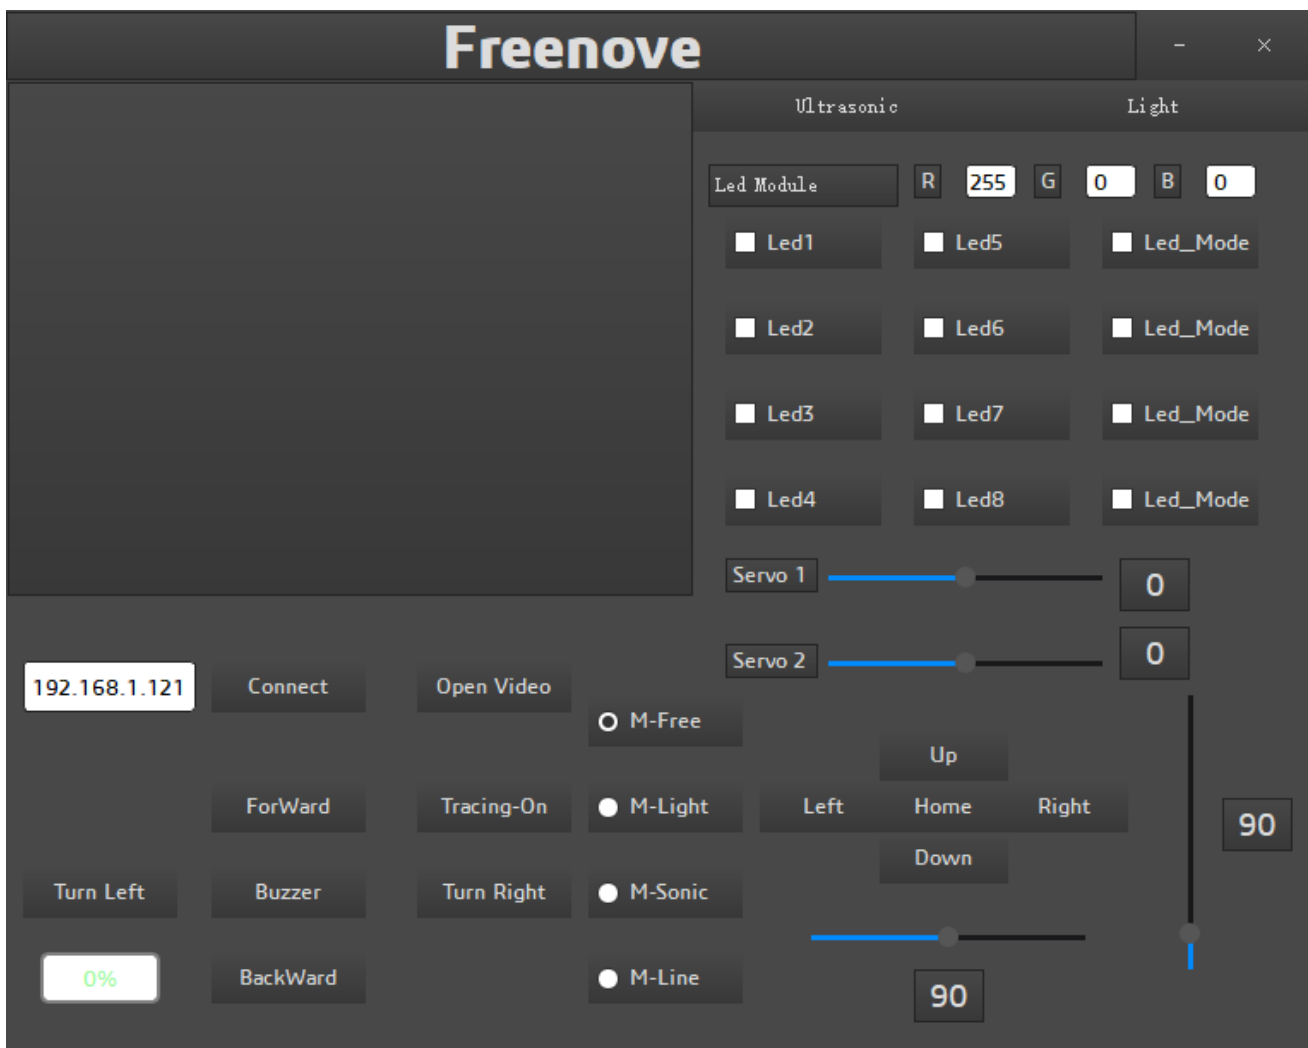 Freenove
Ultrasonic Light
Led Module R 255 G 0 B 0
Led1 Led5 Led_Mode
Led2 Led6 Led_Mode
Led3 Led7 Led_Mode
Led4 Led8 Led_Mode
Servo 1 0
Servo 2 0
192.168.1.121 Connect Open Video
M-Free
Up
ForWard Tracing-On M-Light Left Home Right
90
Down
Turn Left Buzzer Turn Right M-Sonic
0% BackWard M-Line
90